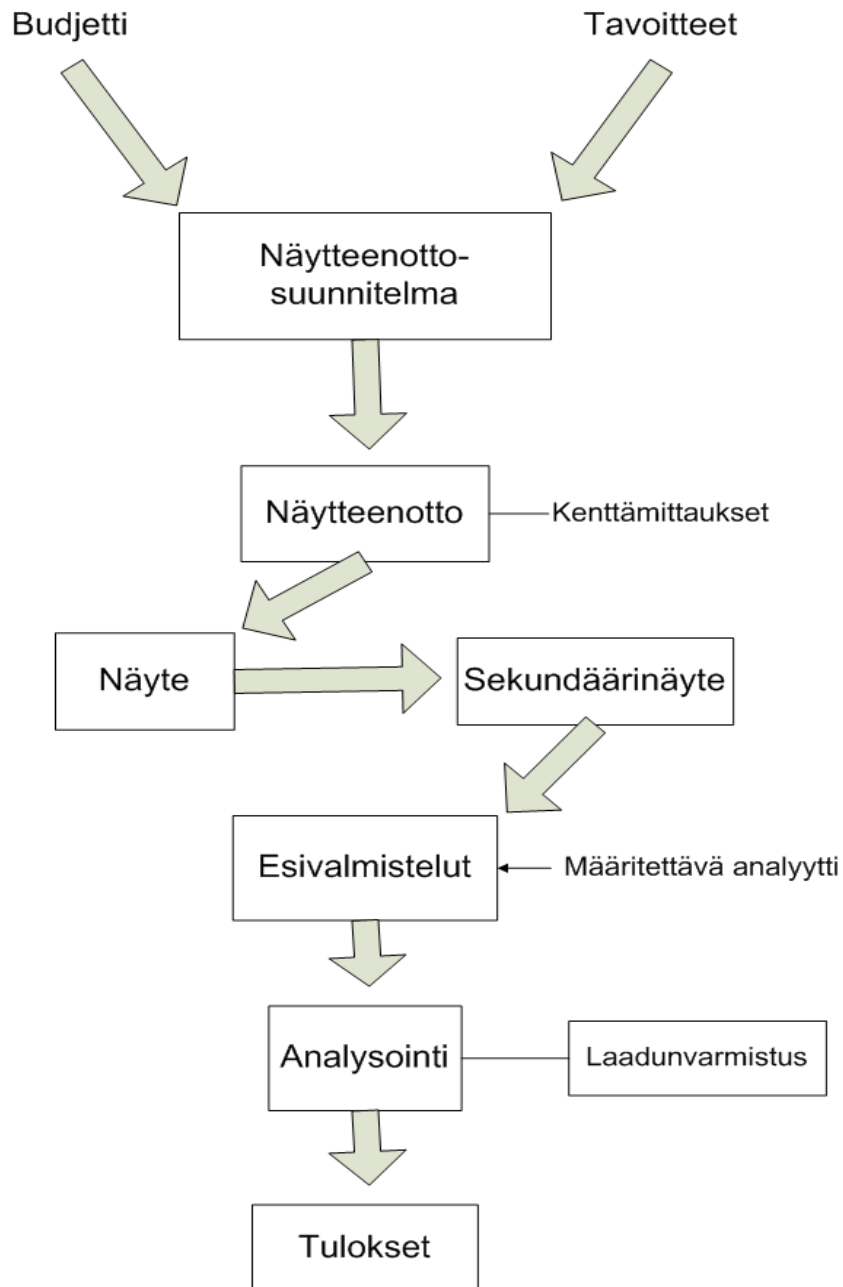 Budjetti
Tavoitteet
Näytteenotto-
suunnitelma
Näytteenotto
Kenttämittaukset
Näyte
Sekundäärinäyte
Esivalmistelut
Määritettävä analyytti
Analysointi
Laadunvarmistus
Tulokset